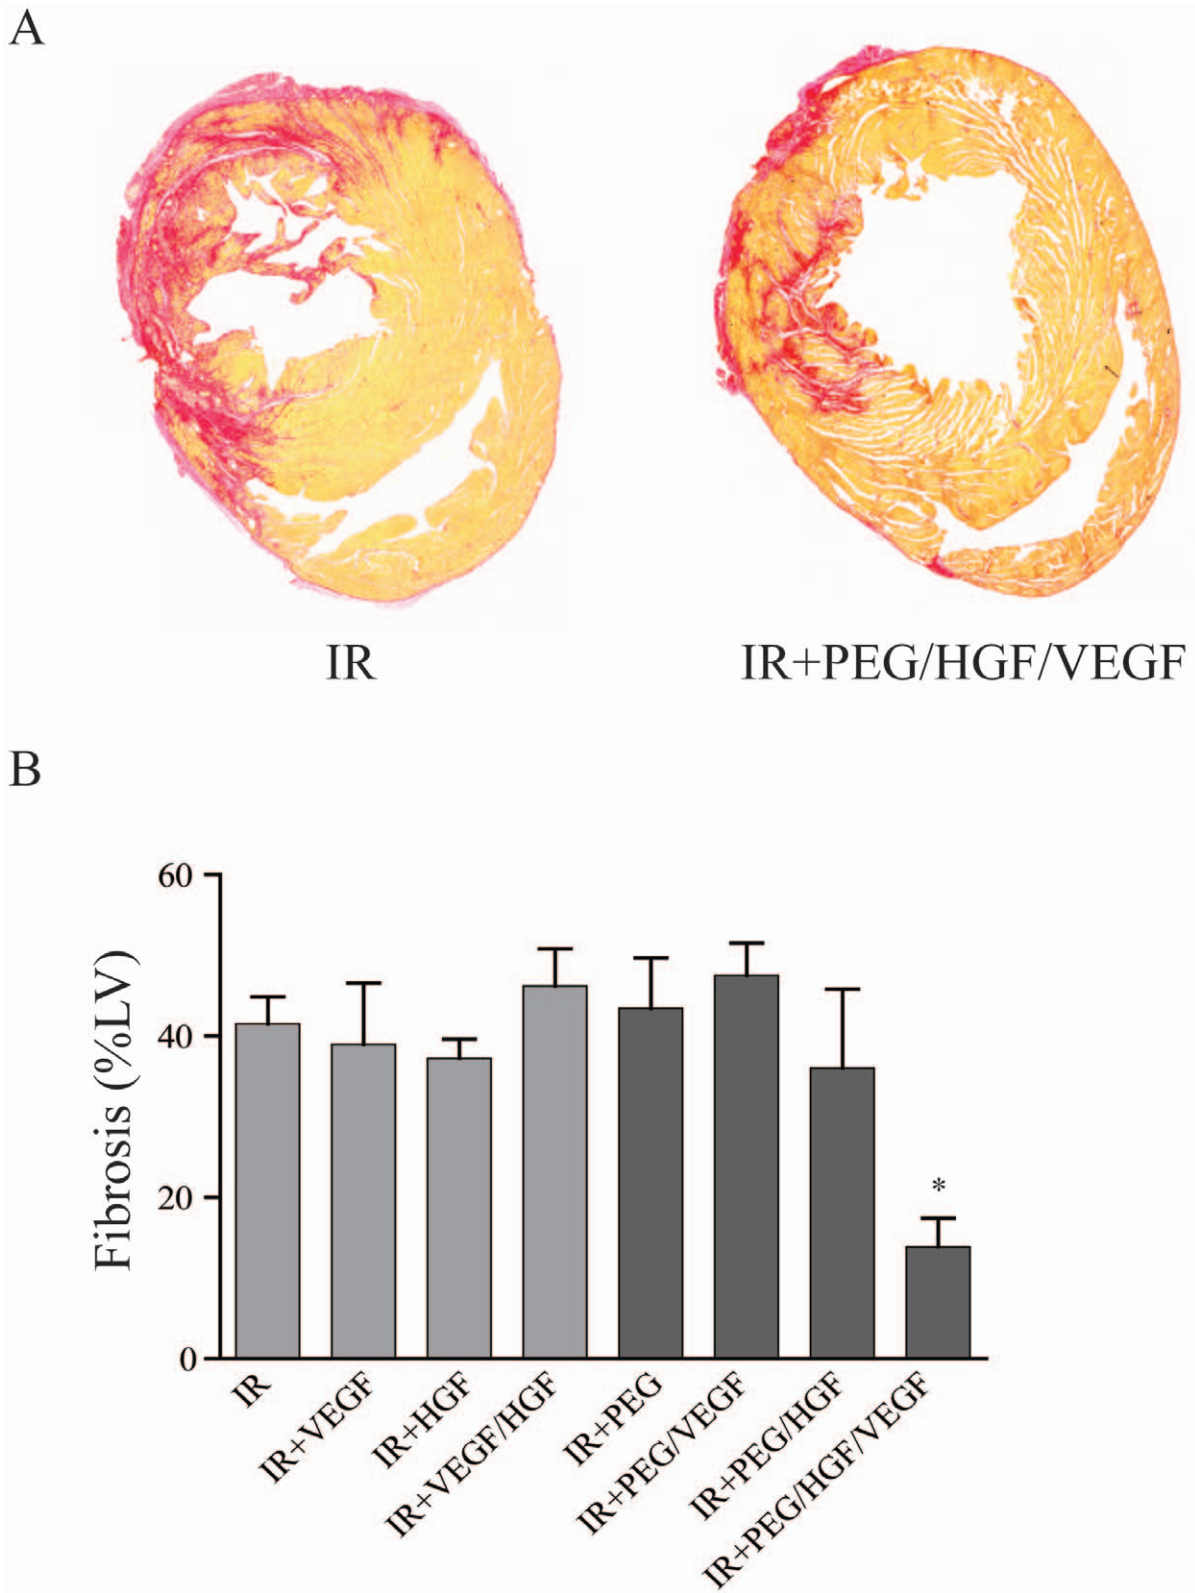 A
IR
IR+PEG/HGF/VEGF
B
Fibrosis (%LV)
60
40
20
0
*
IR
IR+VEGF
IR+HGF
IR+VEGF/HGF
IR+PEG
IR+PEG/VEGF
IR+PEG/HGF
IR+PEG/HGF/VEGF